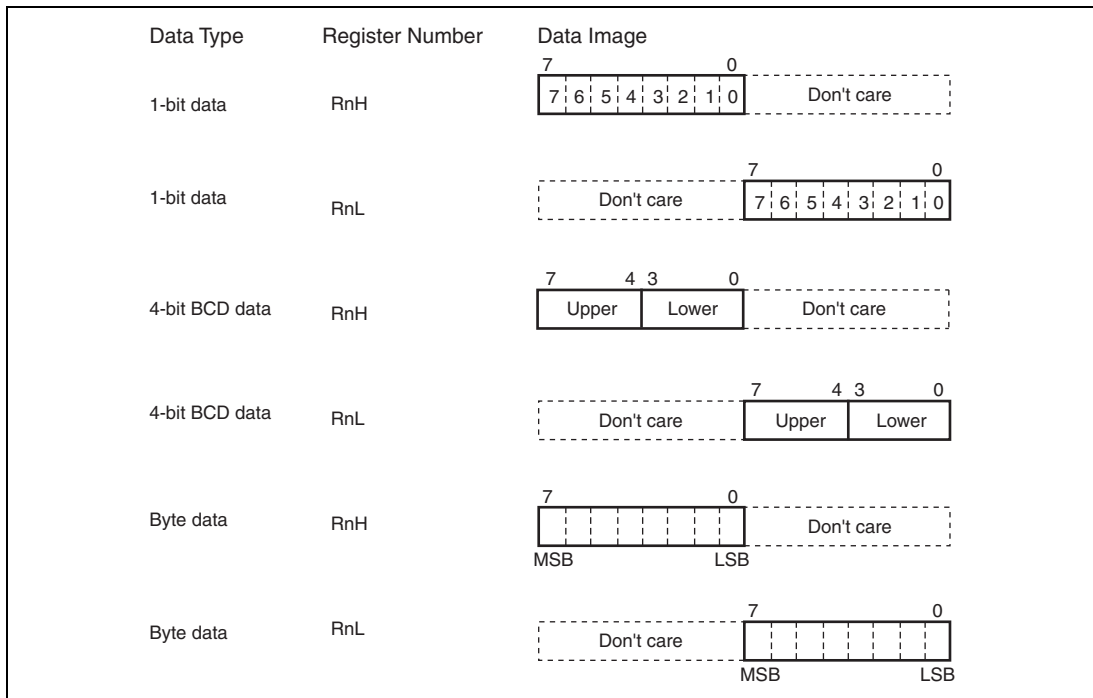 Data Type Register Number Data Image
7 0
1-bit data RnH 7 6 5 4 3 2 1 0 Don't care
7 0
1-bit data RnL Don't care 7 6 5 4 3 2 1 0
7 4 3 0
4-bit BCD data RnH Upper Lower Don't care
7 4 3 0
4-bit BCD data RnL Don't care Upper Lower
7 0
Byte data RnH Don't care
MSB LSB
7 0
Byte data RnL Don't care
MSB LSB